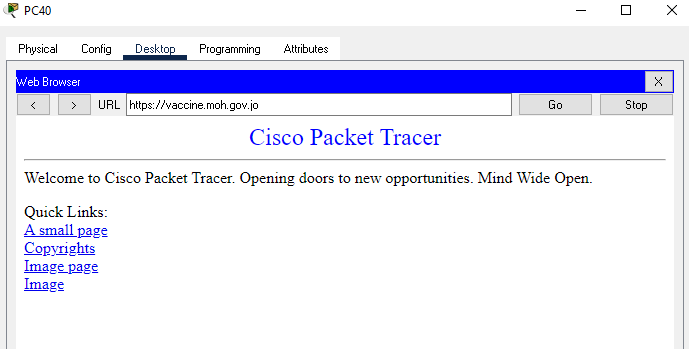 PC40
Physical Config Desktop Programming Attributes
Web Browser X
< > URL https://vaccine.moh.gov.jo Go Stop
Cisco Packet Tracer
Welcome to Cisco Packet Tracer. Opening doors to new opportunities. Mind Wide Open.
Quick Links:
A small page
Copyrights
Image page
Image